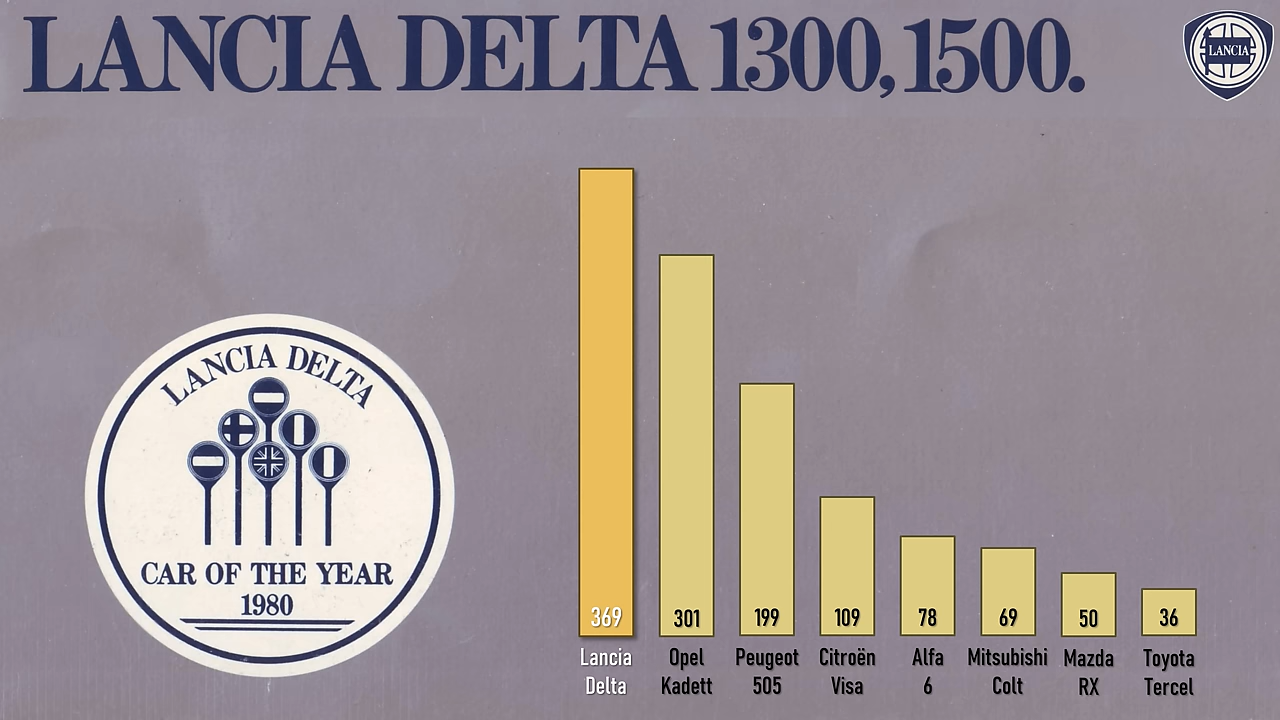 LANCIA DELTA 1300, 1500.
LANCIA
LANCIA DELTA
CAR OF THE YEAR
1980
369
301
199
109
78
69
50
36
Lancia
Delta
Opel
Kadett
Peugeot
505
Citroën
Visa
Alfa
6
Mitsubishi
Colt
Mazda
RX
Toyota
Tercel